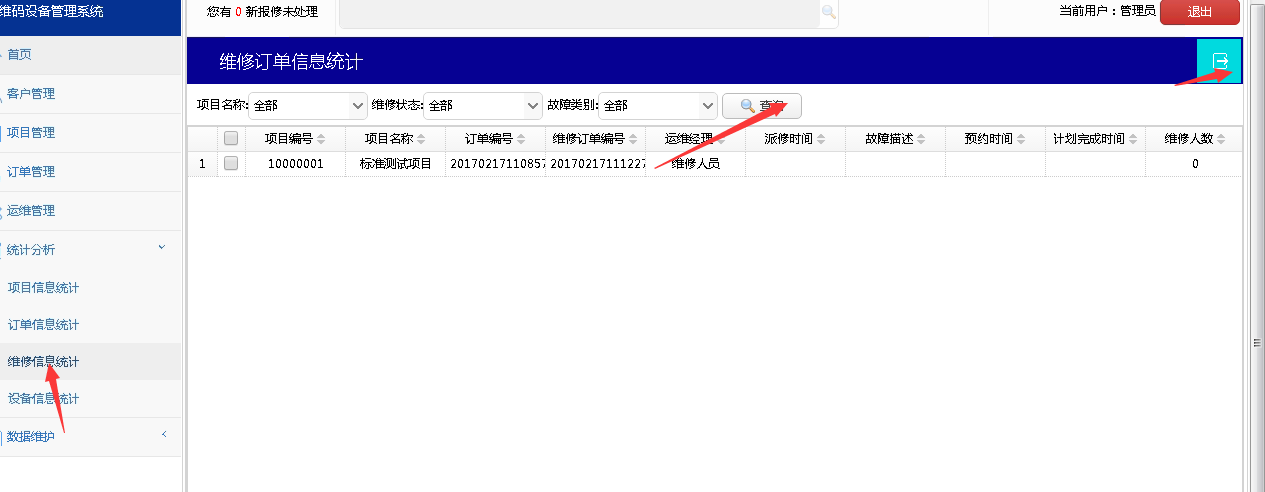 维码设备管理系统
您有 0 新报修未处理
当前用户：管理员
退出
首页
客户管理
项目管理
订单管理
运维管理
统计分析
项目信息统计
订单信息统计
维修信息统计
设备信息统计
数据维护
维修订单信息统计
项目名称: 全部 维修状态: 全部 故障类别: 全部 查询
项目编号 项目名称 订单编号 维修订单编号 运维经理 派修时间 故障描述 预约时间 计划完成时间 维修人数
1 10000001 标准测试项目 20170217110857 20170217111227 维修人员 0